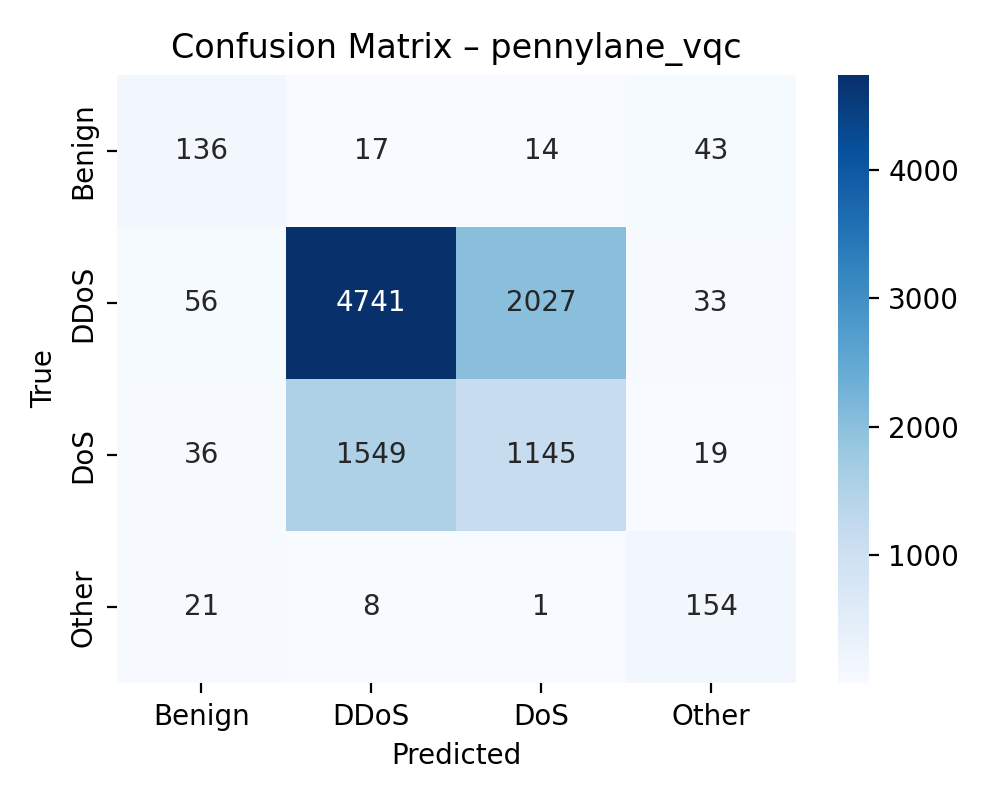 Confusion Matrix – pennylane_vqc
True
Benign 136 17 14 43
DDoS 56 4741 2027 33
DoS 36 1549 1145 19
Other 21 8 1 154
Benign DDoS DoS Other
Predicted
4000
3000
2000
1000